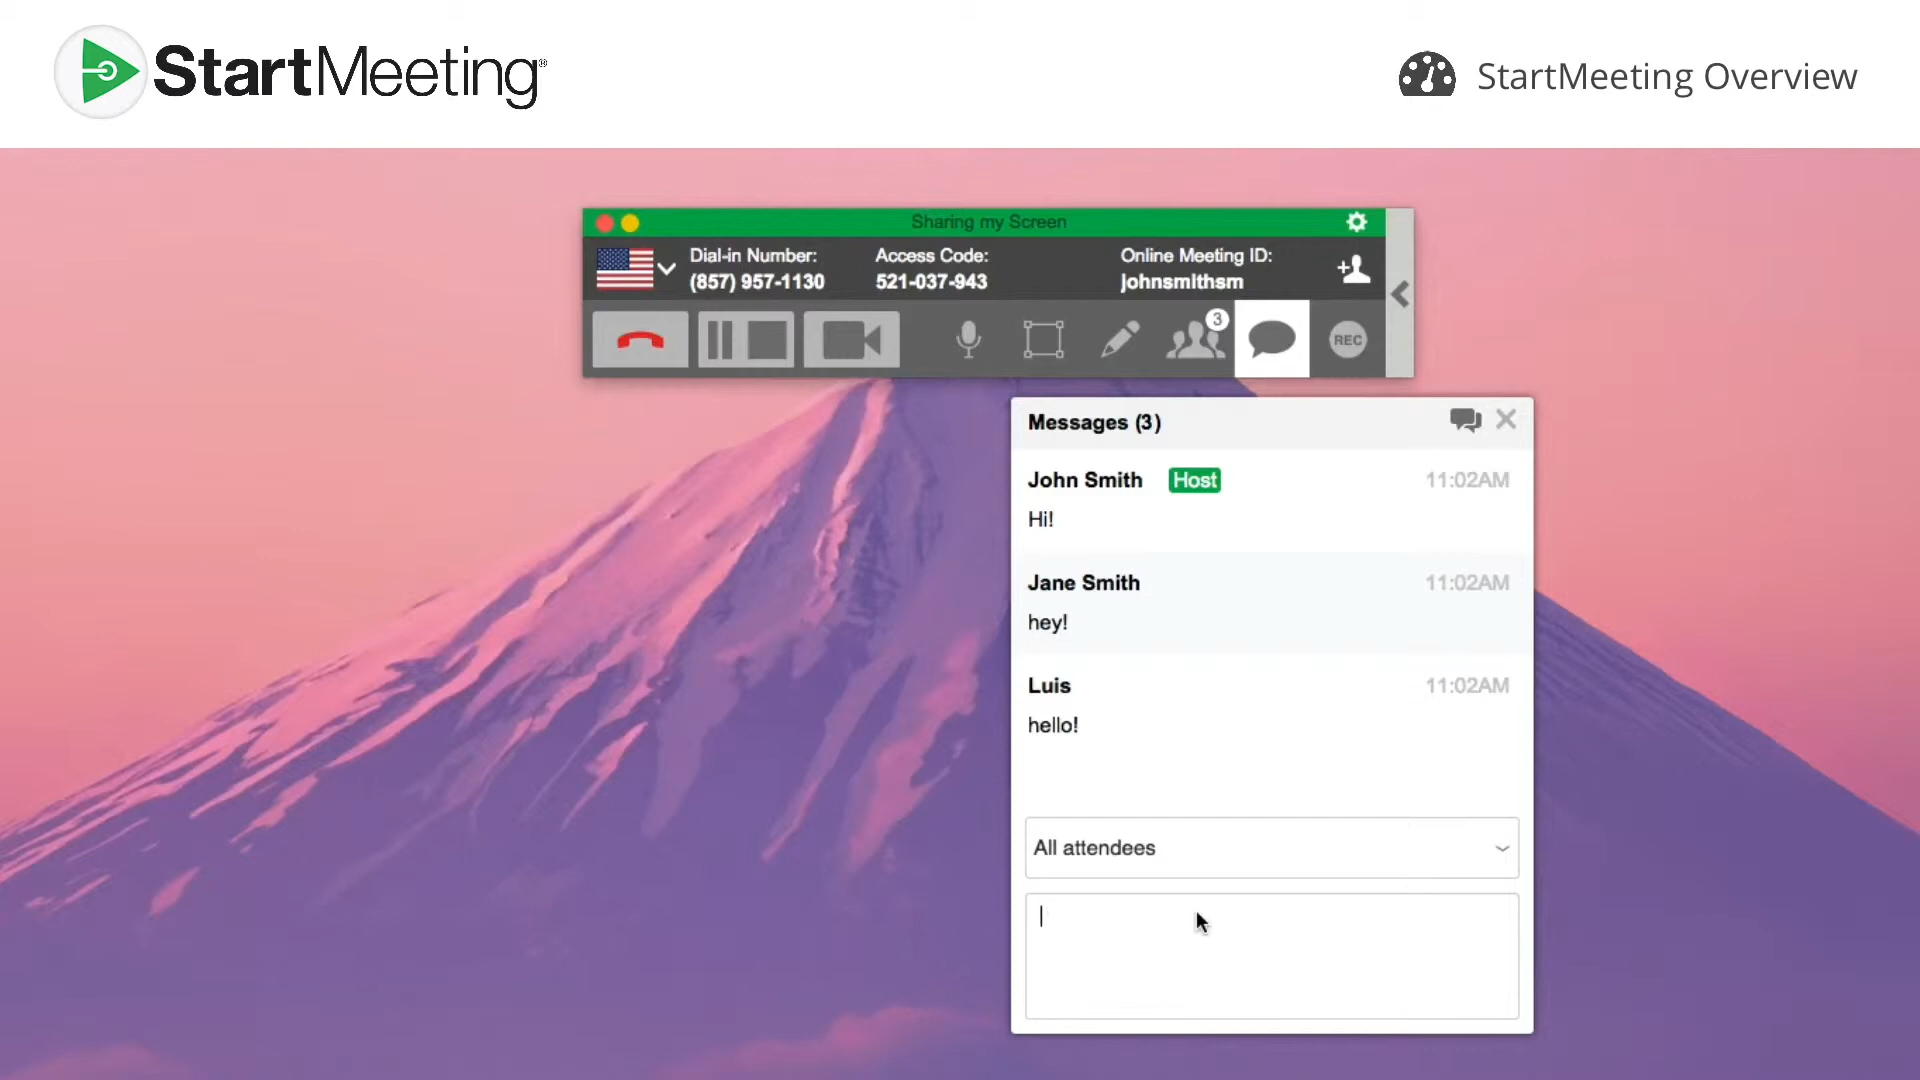 StartMeeting®
StartMeeting Overview
Sharing my Screen
Dial-in Number:
(857) 957-1130
Access Code:
521-037-943
Online Meeting ID:
johnsmithsm
3
REC
Messages (3)
John Smith Host 11:02AM
Hi!
Jane Smith 11:02AM
hey!
Luis 11:02AM
hello!
All attendees